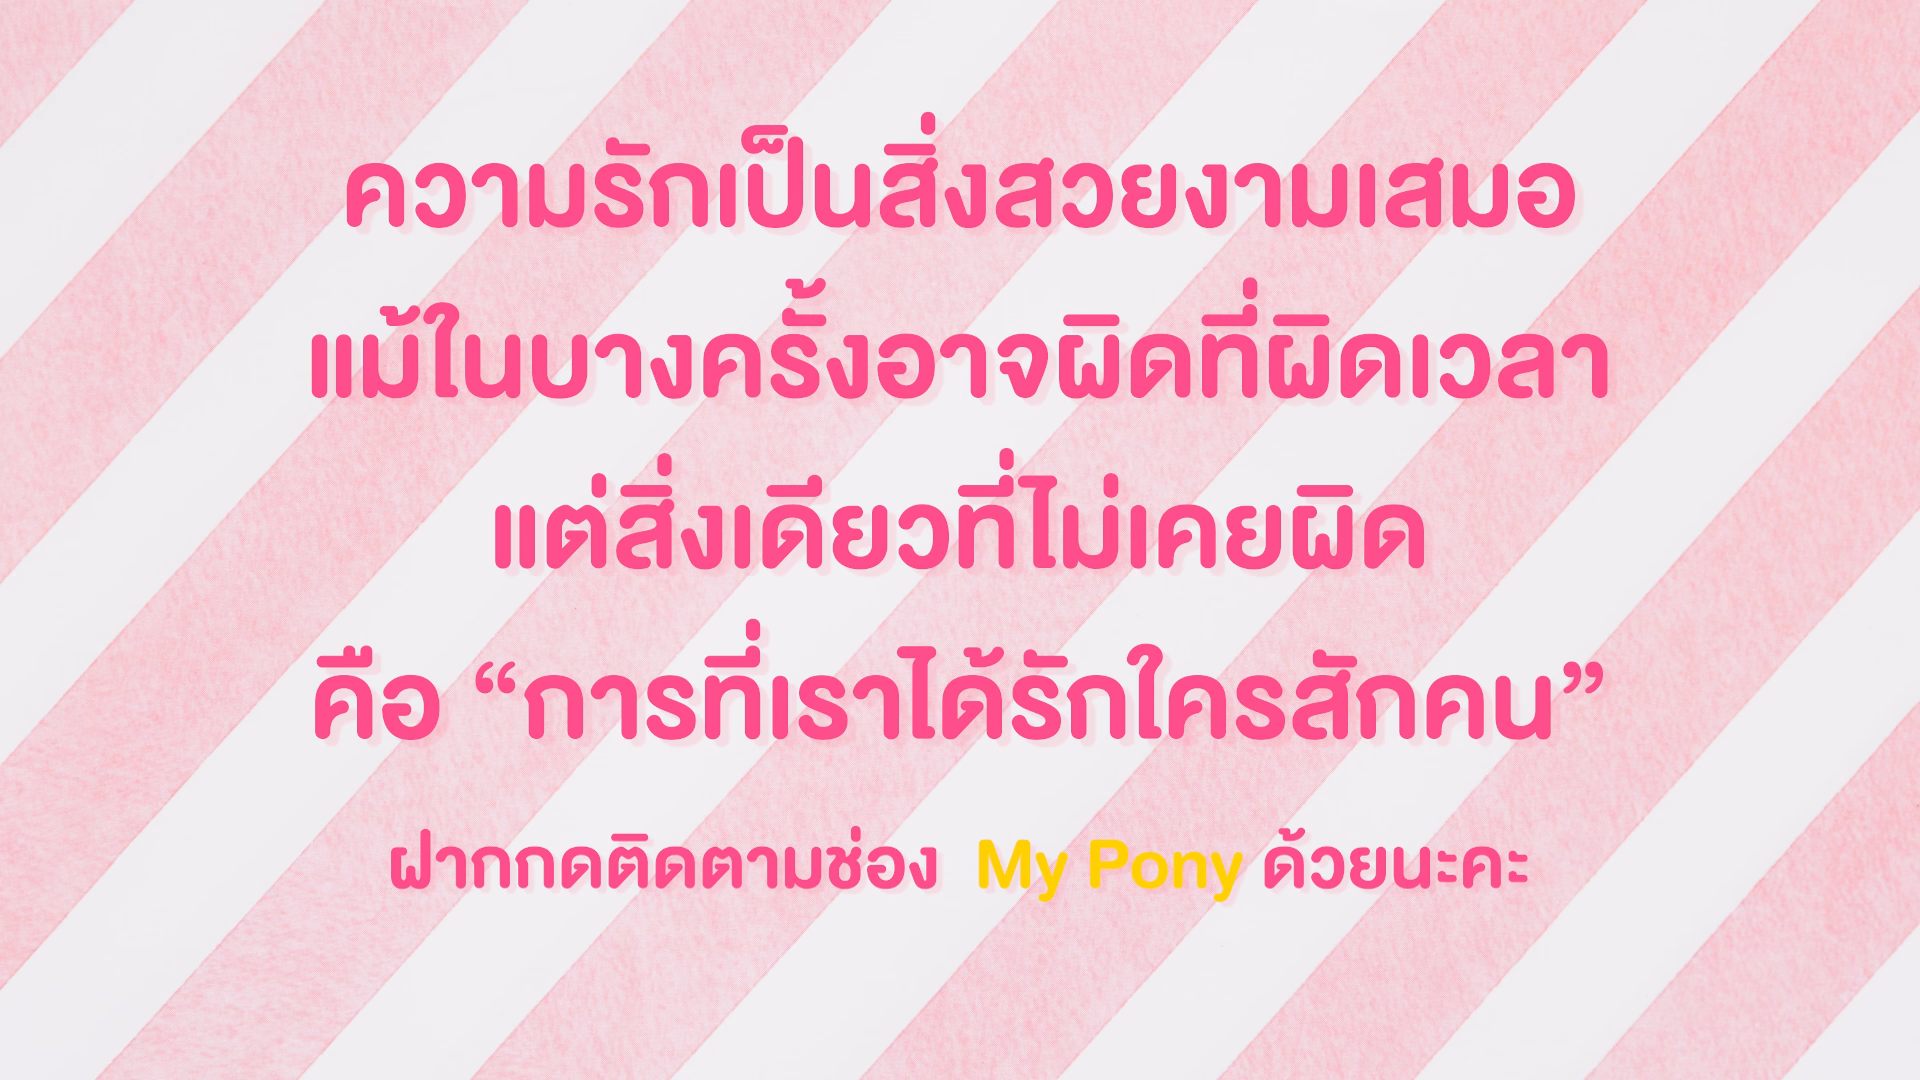 ความรักเป็นสิ่งสวยงามเสมอ
แม้ในบางครั้งอาจผิดที่ผิดเวลา
แต่สิ่งเดียวที่ไม่เคยผิด
คือ “การที่เราได้รักใครสักคน”
ฝากกดติดตามช่อง My Pony ด้วยนะคะ